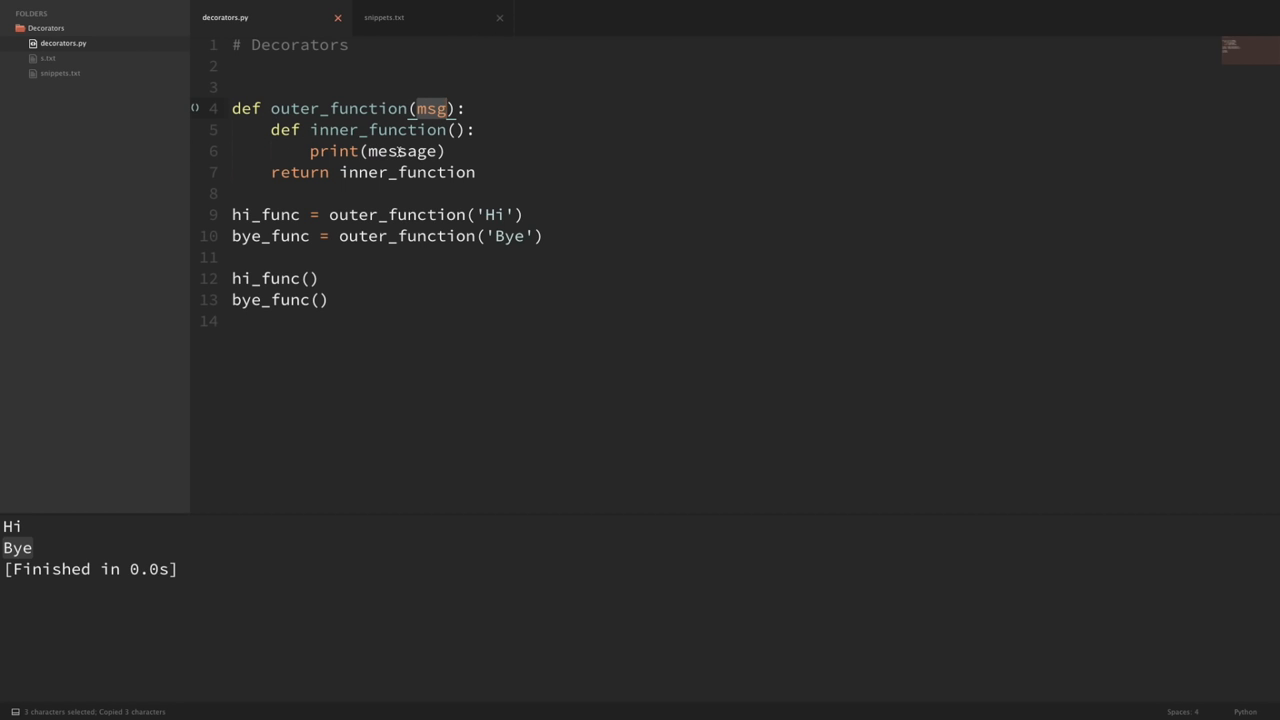 FOLDERS
Decorators
decorators.py
s.txt
snippets.txt
decorators.py
snippets.txt
1 # Decorators
2
3
4 def outer_function(msg):
5     def inner_function():
6         print(message)
7     return inner_function
8
9 hi_func = outer_function('Hi')
10 bye_func = outer_function('Bye')
11
12 hi_func()
13 bye_func()
14
Hi
Bye
[Finished in 0.0s]
3 characters selected; Copied 3 characters
Spaces: 4
Python